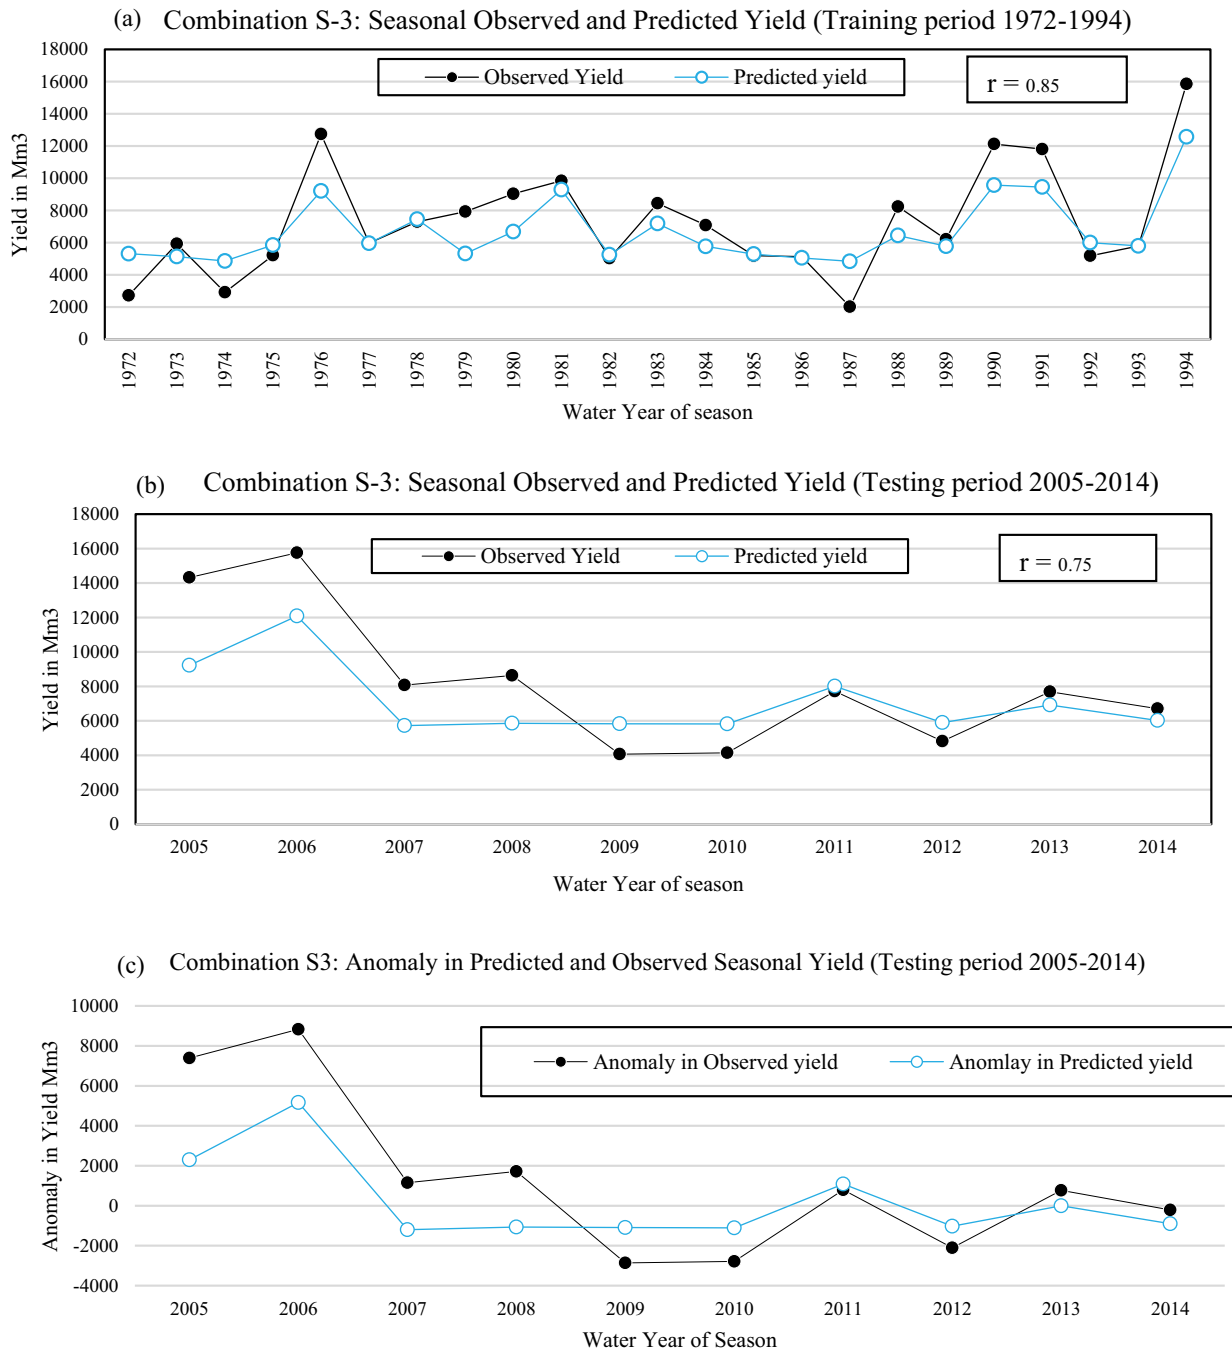 (a) Combination S-3: Seasonal Observed and Predicted Yield (Training period 1972-1994)
18000
16000
14000
12000
10000
8000
6000
4000
2000
0
Yield in Mm3
Observed Yield Predicted yield
r = 0.85
1972 1973 1974 1975 1976 1977 1978 1979 1980 1981 1982 1983 1984 1985 1986 1987 1988 1989 1990 1991 1992 1993 1994
Water Year of season
(b) Combination S-3: Seasonal Observed and Predicted Yield (Testing period 2005-2014)
18000
16000
14000
12000
10000
8000
6000
4000
2000
0
Yield in Mm3
Observed Yield Predicted yield
r = 0.75
2005 2006 2007 2008 2009 2010 2011 2012 2013 2014
Water Year of season
(c) Combination S3: Anomaly in Predicted and Observed Seasonal Yield (Testing period 2005-2014)
10000
8000
6000
4000
2000
0
-2000
-4000
Anomaly in Yield Mm3
Anomaly in Observed yield Anomlay in Predicted yield
2005 2006 2007 2008 2009 2010 2011 2012 2013 2014
Water Year of Season